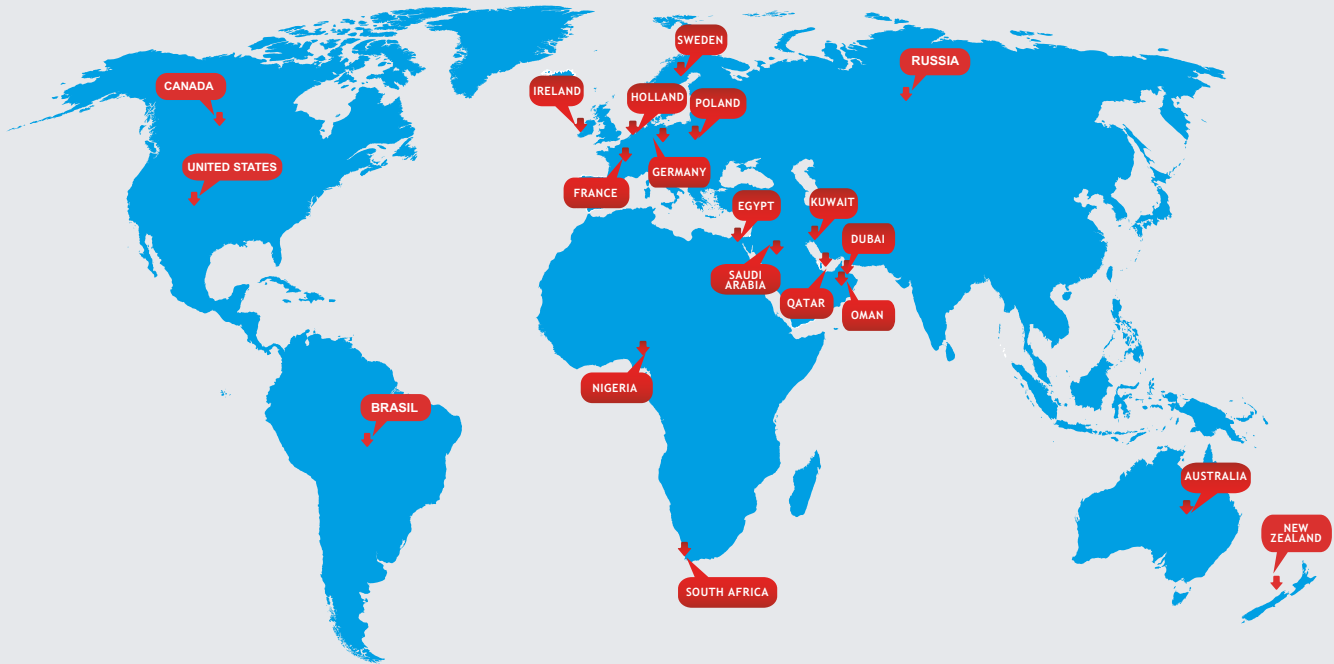 SWEDEN
RUSSIA
CANADA
IRELAND
HOLLAND
POLAND
UNITED STATES
GERMANY
FRANCE
EGYPT
KUWAIT
DUBAI
SAUDI
ARABIA
QATAR
OMAN
NIGERIA
BRASIL
AUSTRALIA
NEW
ZEALAND
SOUTH AFRICA